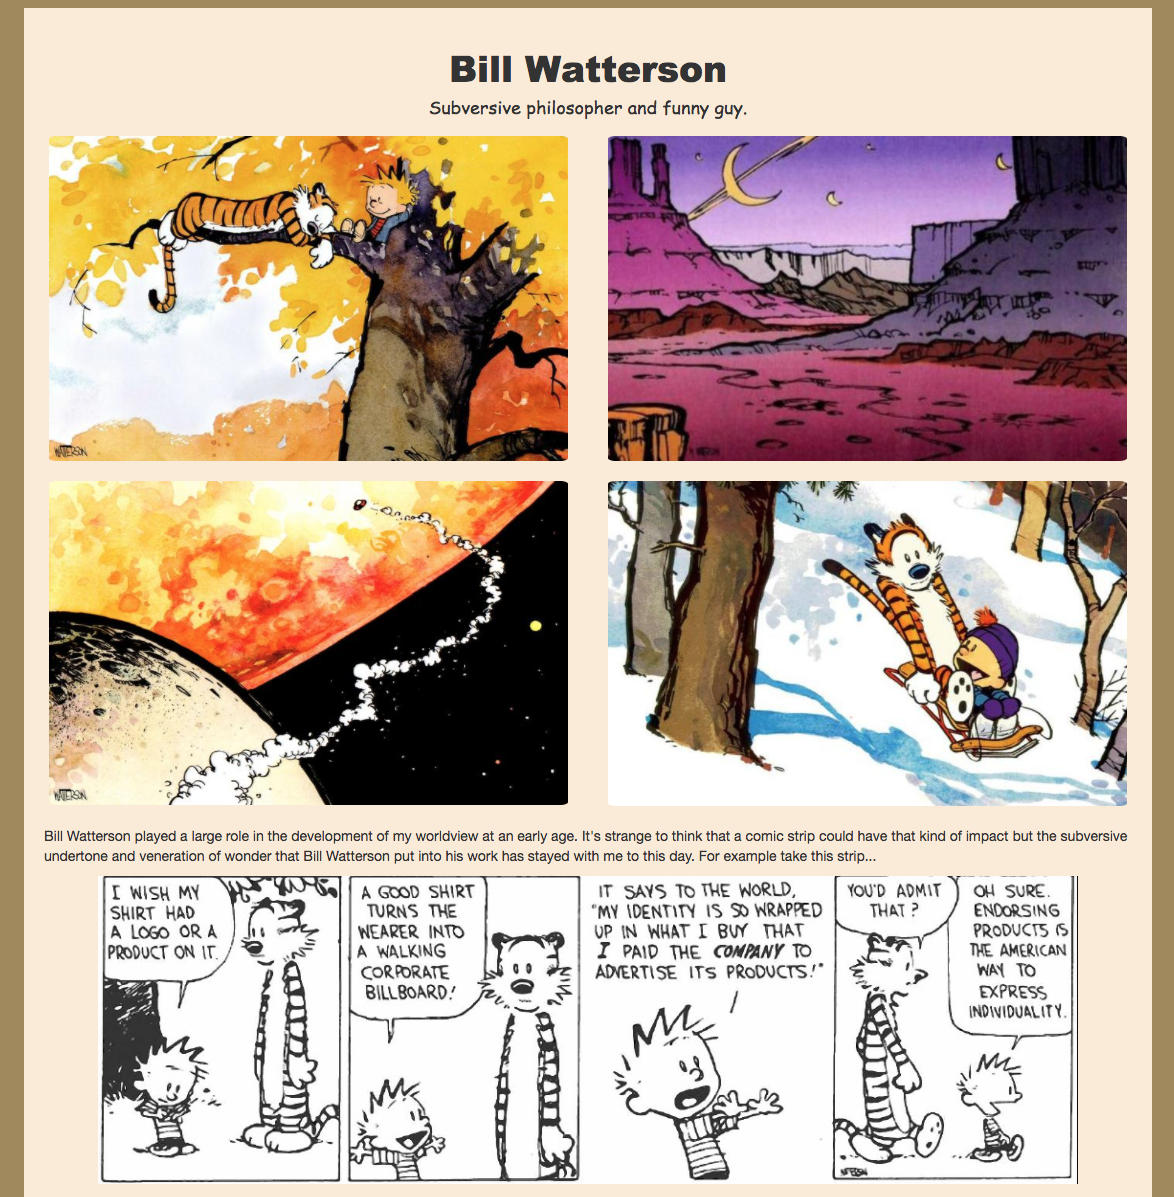 Bill Watterson
Subversive philosopher and funny guy.
WATTERSON
WATTERSON
Bill Watterson played a large role in the development of my worldview at an early age. It's strange to think that a comic strip could have that kind of impact but the subversive
undertone and veneration of wonder that Bill Watterson put into his work has stayed with me to this day. For example take this strip...
I WISH MY
SHIRT HAD
A LOGO OR A
PRODUCT ON IT.
A GOOD SHIRT
TURNS THE
WEARER INTO
A WALKING
CORPORATE
BILLBOARD!
IT SAYS TO THE WORLD,
"MY IDENTITY IS SO WRAPPED
UP IN WHAT I BUY THAT
I PAID THE COMPANY TO
ADVERTISE ITS PRODUCTS!"
YOU'D ADMIT
THAT?
OH SURE.
ENDORSING
PRODUCTS IS
THE AMERICAN
WAY TO
EXPRESS
INDIVIDUALITY.